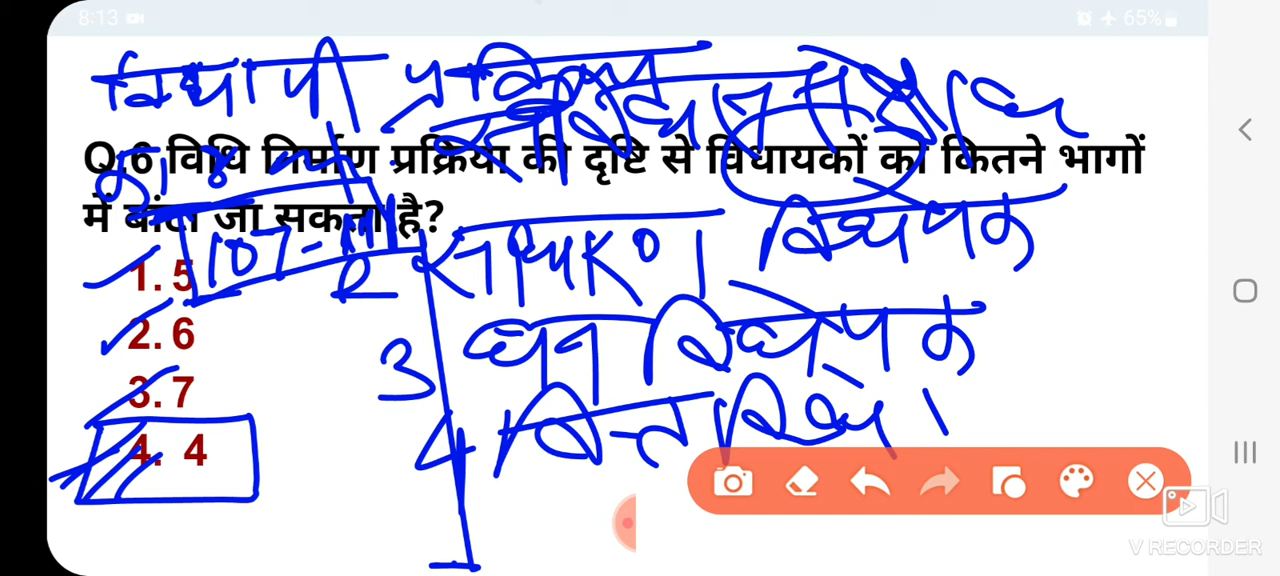 8:13
65%
विधायी प्रक्रिया
Q.6 विधि निर्माण प्रक्रिया की दृष्टि से विधायकों को कितने भागों
में बांटा जा सकता है?
107-
1. 5
2 साधारण विधेयक
2. 6
3 धन विधेयक
3. 7
4 वित्त
4. 4
V RECORDER